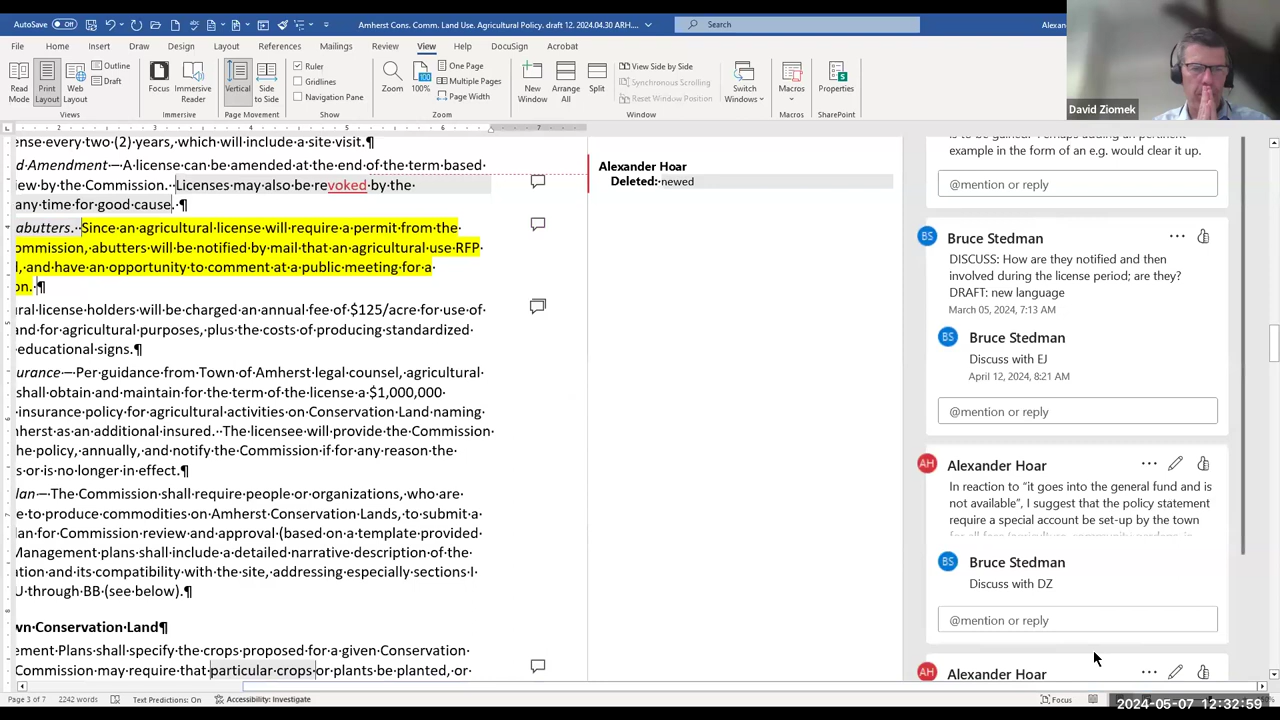 AutoSave Off
Amherst Cons. Comm. Land Use. Agricultural Policy. draft 12. 2024.04.30 ARH....
Search
File Home Insert Draw Design Layout References Mailings Review View Help DocuSign Acrobat
Read Mode
Print Layout
Web Layout
Outline
Draft
Views
Focus
Immersive Reader
Immersive
Vertical
Side to Side
Page Movement
Ruler
Gridlines
Navigation Pane
Show
Zoom
100%
One Page
Multiple Pages
Page Width
Zoom
New Window
Arrange All
Split
View Side by Side
Synchronous Scrolling
Reset Window Position
Window
Switch Windows
Macros
Macros
Properties
SharePoint
David Ziomek
ense every two (2) years, which will include a site visit.¶
d Amendment – A license can be amended at the end of the term based
iew by the Commission. Licenses may also be revoked by the
any time for good cause. ¶
abutters. Since an agricultural license will require a permit from the
ommission, abutters will be notified by mail that an agricultural use RFP
, and have an opportunity to comment at a public meeting for a
on. ¶
ural license holders will be charged an annual fee of $125/acre for use of
and for agricultural purposes, plus the costs of producing standardized
educational signs.¶
urance – Per guidance from Town of Amherst legal counsel, agricultural
shall obtain and maintain for the term of the license a $1,000,000
insurance policy for agricultural activities on Conservation Land naming
mherst as an additional insured. The licensee will provide the Commission
he policy, annually, and notify the Commission if for any reason the
s or is no longer in effect.¶
lan – The Commission shall require people or organizations, who are
e to produce commodities on Amherst Conservation Lands, to submit a
lan for Commission review and approval (based on a template provided
Management plans shall include a detailed narrative description of the
ation and its compatibility with the site, addressing especially sections I
U through BB (see below).¶
wn Conservation Land¶
ement Plans shall specify the crops proposed for a given Conservation
Commission may require that particular crops or plants be planted, or
Alexander Hoar
Deleted: newed
example in the form of an e.g. would clear it up.
@mention or reply
BS
Bruce Stedman
DISCUSS: How are they notified and then
involved during the license period; are they?
DRAFT: new language
March 05, 2024, 7:13 AM
BS
Bruce Stedman
Discuss with EJ
April 12, 2024, 8:21 AM
@mention or reply
AH
Alexander Hoar
In reaction to “it goes into the general fund and is
not available”, I suggest that the policy statement
require a special account be set-up by the town
BS
Bruce Stedman
Discuss with DZ
@mention or reply
AH
Alexander Hoar
Page 3 of 7
2242 words
Text Predictions: On
Accessibility: Investigate
Focus
2024-05-07 12:32:59